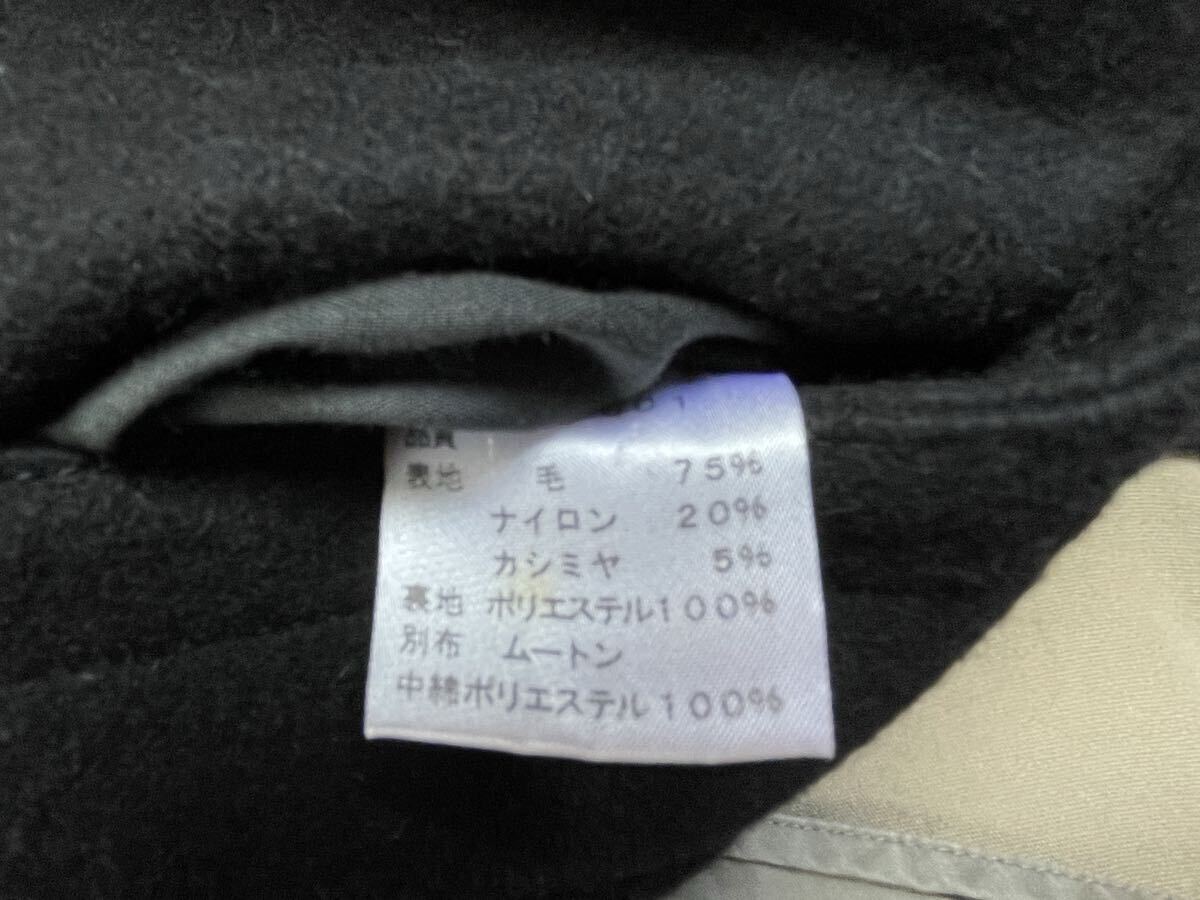 品質
表地 毛 75%
ナイロン 20%
カシミヤ 5%
裏地 ポリエステル100%
別布 ムートン
中綿ポリエステル100%